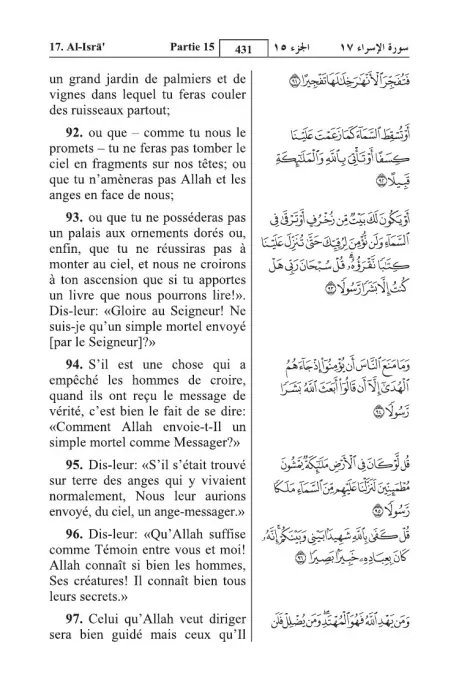 17. Al-Isrā' Partie 15 431 الجزء ١٥ سورة الإسراء ١٧
un grand jardin de palmiers et de
vignes dans lequel tu feras couler
des ruisseaux partout;
92. ou que – comme tu nous le
promets – tu ne feras pas tomber le
ciel en fragments sur nos têtes; ou
que tu n’amèneras pas Allah et les
anges en face de nous;
93. ou que tu ne possèderas pas
un palais aux ornements dorés ou,
enfin, que tu ne réussiras pas à
monter au ciel, et nous ne croirons
à ton ascension que si tu apportes
un livre que nous pourrons lire!».
Dis-leur: «Gloire au Seigneur! Ne
suis-je qu’un simple mortel envoyé
[par le Seigneur]?»
94. S’il est une chose qui a
empêché les hommes de croire,
quand ils ont reçu le message de
vérité, c’est bien le fait de se dire:
«Comment Allah envoie-t-Il un
simple mortel comme Messager?»
95. Dis-leur: «S’il s’était trouvé
sur terre des anges qui y vivaient
normalement, Nous leur aurions
envoyé, du ciel, un ange-messager.»
96. Dis-leur: «Qu’Allah suffise
comme Témoin entre vous et moi!
Allah connaît si bien les hommes,
Ses créatures! Il connaît bien tous
leurs secrets.»
97. Celui qu’Allah veut diriger
sera bien guidé mais ceux qu’Il
فَتُفَجِّرَ ٱلْأَنْهَٰرَ خِلَٰلَهَا تَفْجِيرًا ٩١
أَوْ تُسْقِطَ ٱلسَّمَآءَ كَمَا زَعَمْتَ عَلَيْنَا
كِسَفًا أَوْ تَأْتِىَ بِٱللَّهِ وَٱلْمَلَٰٓئِكَةِ
قَبِيلًا ٩٢
أَوْ يَكُونَ لَكَ بَيْتٌ مِّن زُخْرُفٍ أَوْ تَرْقَىٰ فِى
ٱلسَّمَآءِ وَلَن نُّؤْمِنَ لِرُقِيِّكَ حَتَّىٰ تُنَزِّلَ عَلَيْنَا
كِتَٰبًا نَّقْرَؤُهُۥ قُلْ سُبْحَانَ رَبِّى هَلْ
كُنتُ إِلَّا بَشَرًا رَّسُولًا ٩٣
وَمَا مَنَعَ ٱلنَّاسَ أَن يُؤْمِنُوٓا۟ إِذْ جَآءَهُمُ
ٱلْهُدَىٰٓ إِلَّآ أَن قَالُوٓا۟ أَبَعَثَ ٱللَّهُ بَشَرًا
رَّسُولًا ٩٤
قُل لَّوْ كَانَ فِى ٱلْأَرْضِ مَلَٰٓئِكَةٌ يَمْشُونَ
مُطْمَئِنِّينَ لَنَزَّلْنَا عَلَيْهِم مِّنَ ٱلسَّمَآءِ مَلَكًا
رَّسُولًا ٩٥
قُلْ كَفَىٰ بِٱللَّهِ شَهِيدًۢا بَيْنِى وَبَيْنَكُمْ إِنَّهُۥ
كَانَ بِعِبَادِهِۦ خَبِيرًۢا بَصِيرًا ٩٦
وَمَن يَهْدِ ٱللَّهُ فَهُوَ ٱلْمُهْتَدِ وَمَن يُضْلِلْ فَلَن